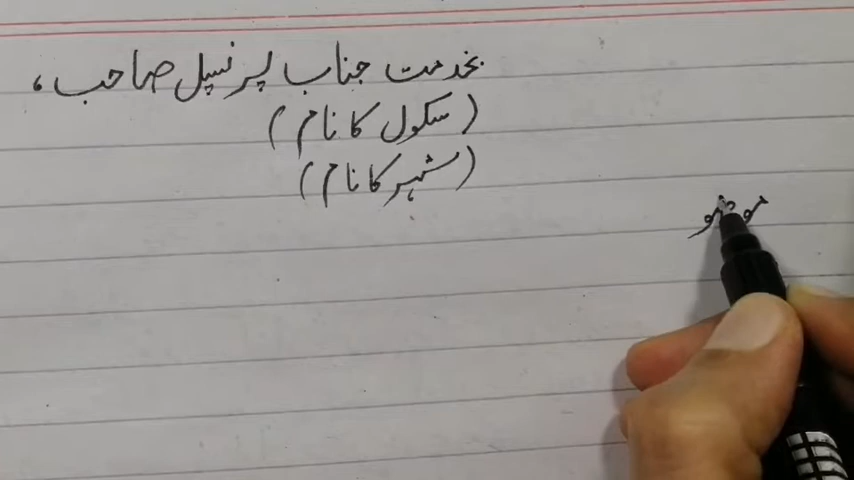 بخدمت جناب پرنسپل صاحب،
(سکول کا نام)
(شہر کا نام)